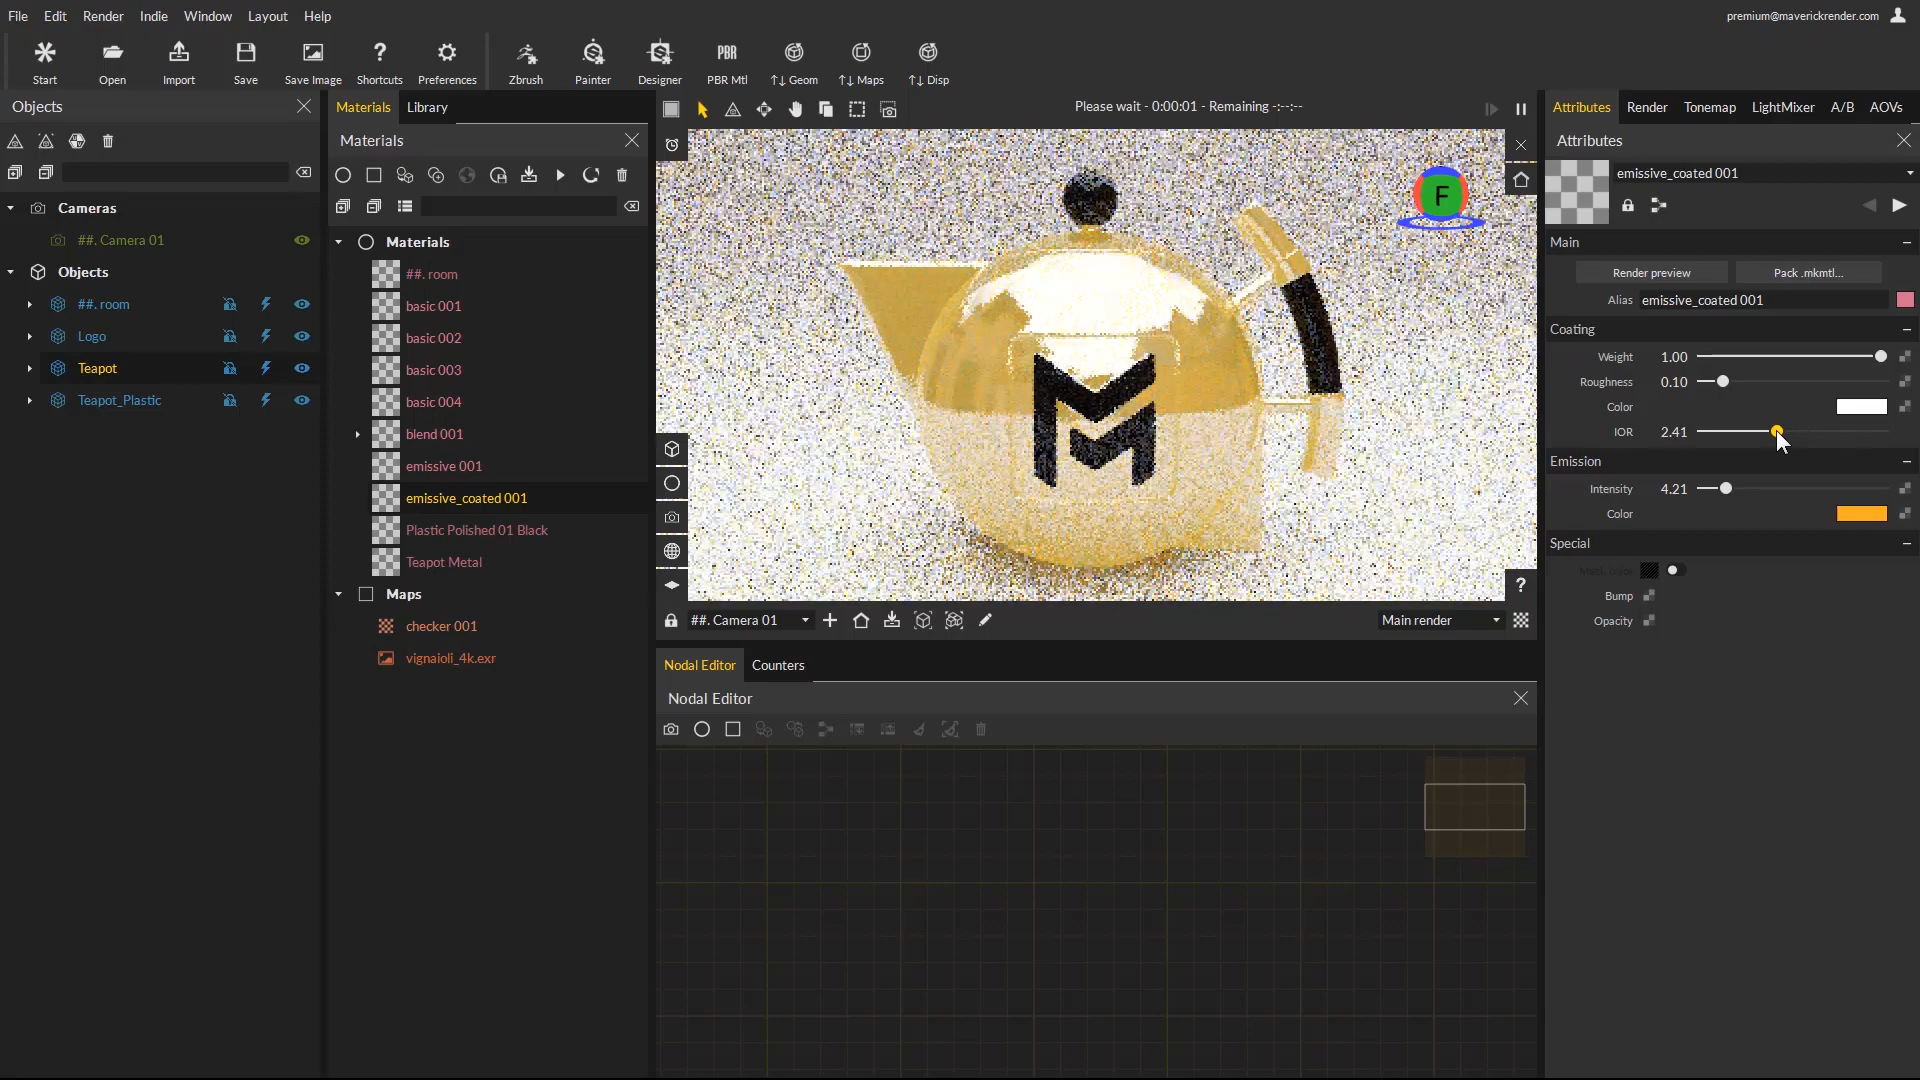 File Edit Render Indie Window Layout Help premium@maverickrender.com
Start Open Import Save Save Image Shortcuts Preferences Zbrush Painter Designer PBR PBR Mtl ↑↓ Geom ↑↓ Maps ↑↓ Disp
Objects
Cameras
##. Camera 01
Objects
##. room
Logo
Teapot
Teapot_Plastic
Materials Library
Materials
Materials
##. room
basic 001
basic 002
basic 003
basic 004
blend 001
emissive 001
emissive_coated 001
Plastic Polished 01 Black
Teapot Metal
Maps
checker 001
vignaioli_4k.exr
Please wait - 0:00:01 - Remaining -:--:--
F
M
?
##. Camera 01 Main render
Nodal Editor Counters
Nodal Editor
Attributes Render Tonemap LightMixer A/B AOVs
Attributes
emissive_coated 001
Main
Render preview Pack .mkmtl...
Alias emissive_coated 001
Coating
Weight 1.00
Roughness 0.10
Color
IOR 2.41
Emission
Intensity 4.21
Color
Special
Bump
Opacity